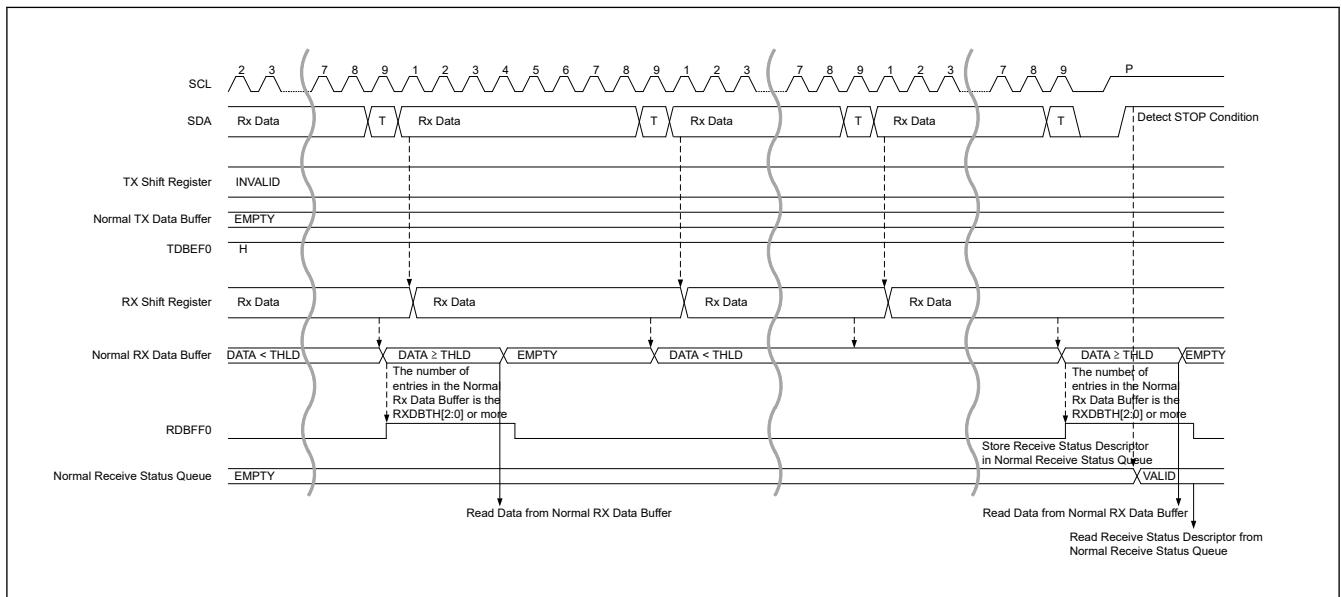 2 3 7 8 9 1 2 3 4 5 6 7 8 9 1 2 3 7 8 9 1 2 3 7 8 9 P
SCL
SDA Rx Data T Rx Data T Rx Data T Rx Data T Detect STOP Condition
TX Shift Register INVALID
Normal TX Data Buffer EMPTY
TDBEF0 H
RX Shift Register Rx Data Rx Data Rx Data Rx Data
Normal RX Data Buffer DATA < THLD DATA ≥ THLD EMPTY DATA < THLD DATA ≥ THLD EMPTY
The number of
entries in the Normal
Rx Data Buffer is the
RXDBTH[2:0] or more
The number of
entries in the Normal
Rx Data Buffer is the
RXDBTH[2:0] or more
RDBFF0
Store Receive Status Descriptor
in Normal Receive Status Queue
Normal Receive Status Queue EMPTY VALID
Read Data from Normal RX Data Buffer Read Data from Normal RX Data Buffer
Read Receive Status Descriptor from
Normal Receive Status Queue